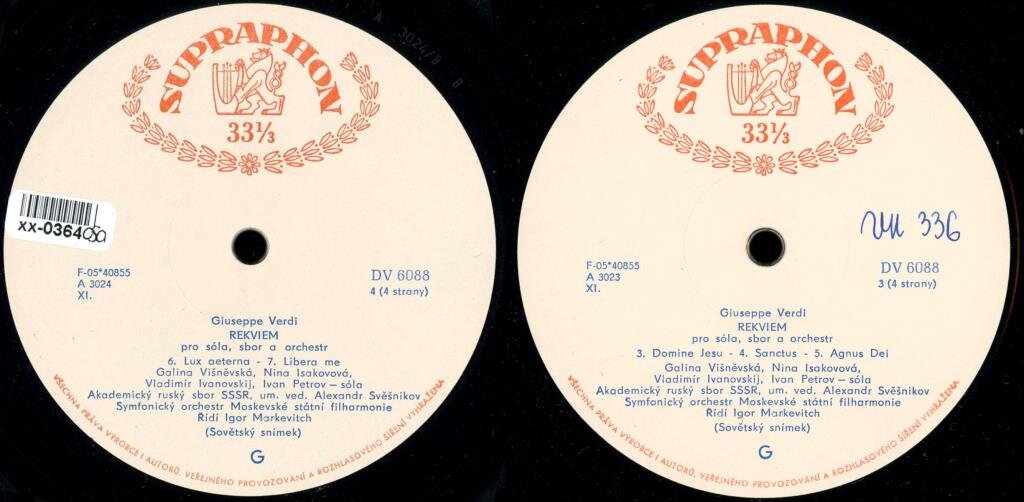 SUPRAPHON
33⅓
A 3024/8 B
XX-0364
F-05*40855
A 3024
XI.
DV 6088
4 (4 strany)
Giuseppe Verdi
REKVIEM
pro sóla, sbor a orchestr
6. Lux aeterna - 7. Libera me
Galina Višněvská, Nina Isakovová,
Vladimír Ivanovskij, Ivan Petrov — sóla
Akademický ruský sbor SSSR, um. ved. Alexandr Svěšnikov
Symfonický orchestr Moskevské státní filharmonie
Řídí Igor Markevitch
(Sovětský snímek)
G
VŠECHNA PRÁVA VÝROBCE I AUTORŮ, VEŘEJNÉHO PROVOZOVÁNÍ A ROZHLASOVÉHO ŠÍŘENÍ VYHRAŽENA
SUPRAPHON
33⅓
336
F-05*40855
A 3023
XI.
DV 6088
3 (4 strany)
Giuseppe Verdi
REKVIEM
pro sóla, sbor a orchestr
3. Domine Jesu - 4. Sanctus - 5. Agnus Dei
Galina Višněvská, Nina Isakovová,
Vladimír Ivanovskij, Ivan Petrov — sóla
Akademický ruský sbor SSSR, um. ved. Alexandr Svěšnikov
Symfonický orchestr Moskevské státní filharmonie
Řídí Igor Markevitch
(Sovětský snímek)
G
VŠECHNA PRÁVA VÝROBCE I AUTORŮ, VEŘEJNÉHO PROVOZOVÁNÍ A ROZHLASOVÉHO ŠÍŘENÍ VYHRAŽENA